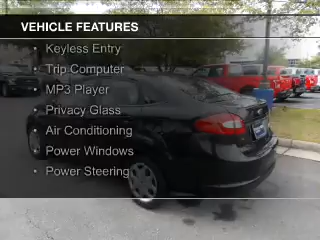 VEHICLE FEATURES
• Keyless Entry
• Trip Computer
• MP3 Player
• Privacy Glass
• Air Conditioning
• Power Windows
• Power Steering